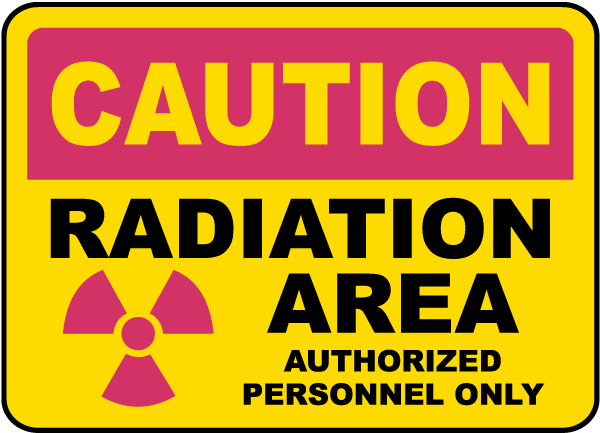 CAUTION
RADIATION
AREA
AUTHORIZED
PERSONNEL ONLY